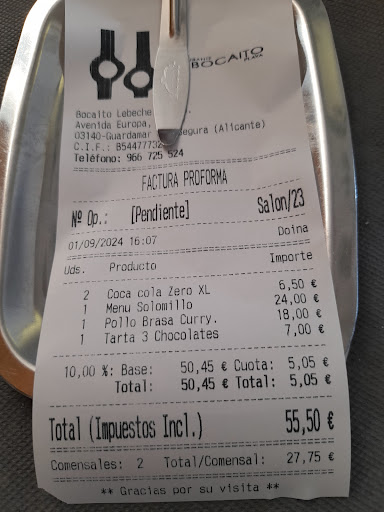 BOCAITO
Bocaito Lebeche
Avenida Europa,
03140-Guardamar egura (Alicante)
C.I.F.: B54477732
Teléfono: 966 725 524
FACTURA PROFORMA
Nº Op.: [Pendiente] Salon/23
01/09/2024 16:07 Doina
Uds. Producto Importe
2 Coca cola Zero XL 6,50 €
1 Menu Solomillo 24,00 €
1 Pollo Brasa Curry. 18,00 €
1 Tarta 3 Chocolates 7,00 €
10,00 %: Base: 50,45 € Cuota: 5,05 €
Total: 50,45 € Total: 5,05 €
Total (Impuestos Incl.) 55,50 €
Comensales: 2 Total/Comensal: 27,75 €
** Gracias por su visita **